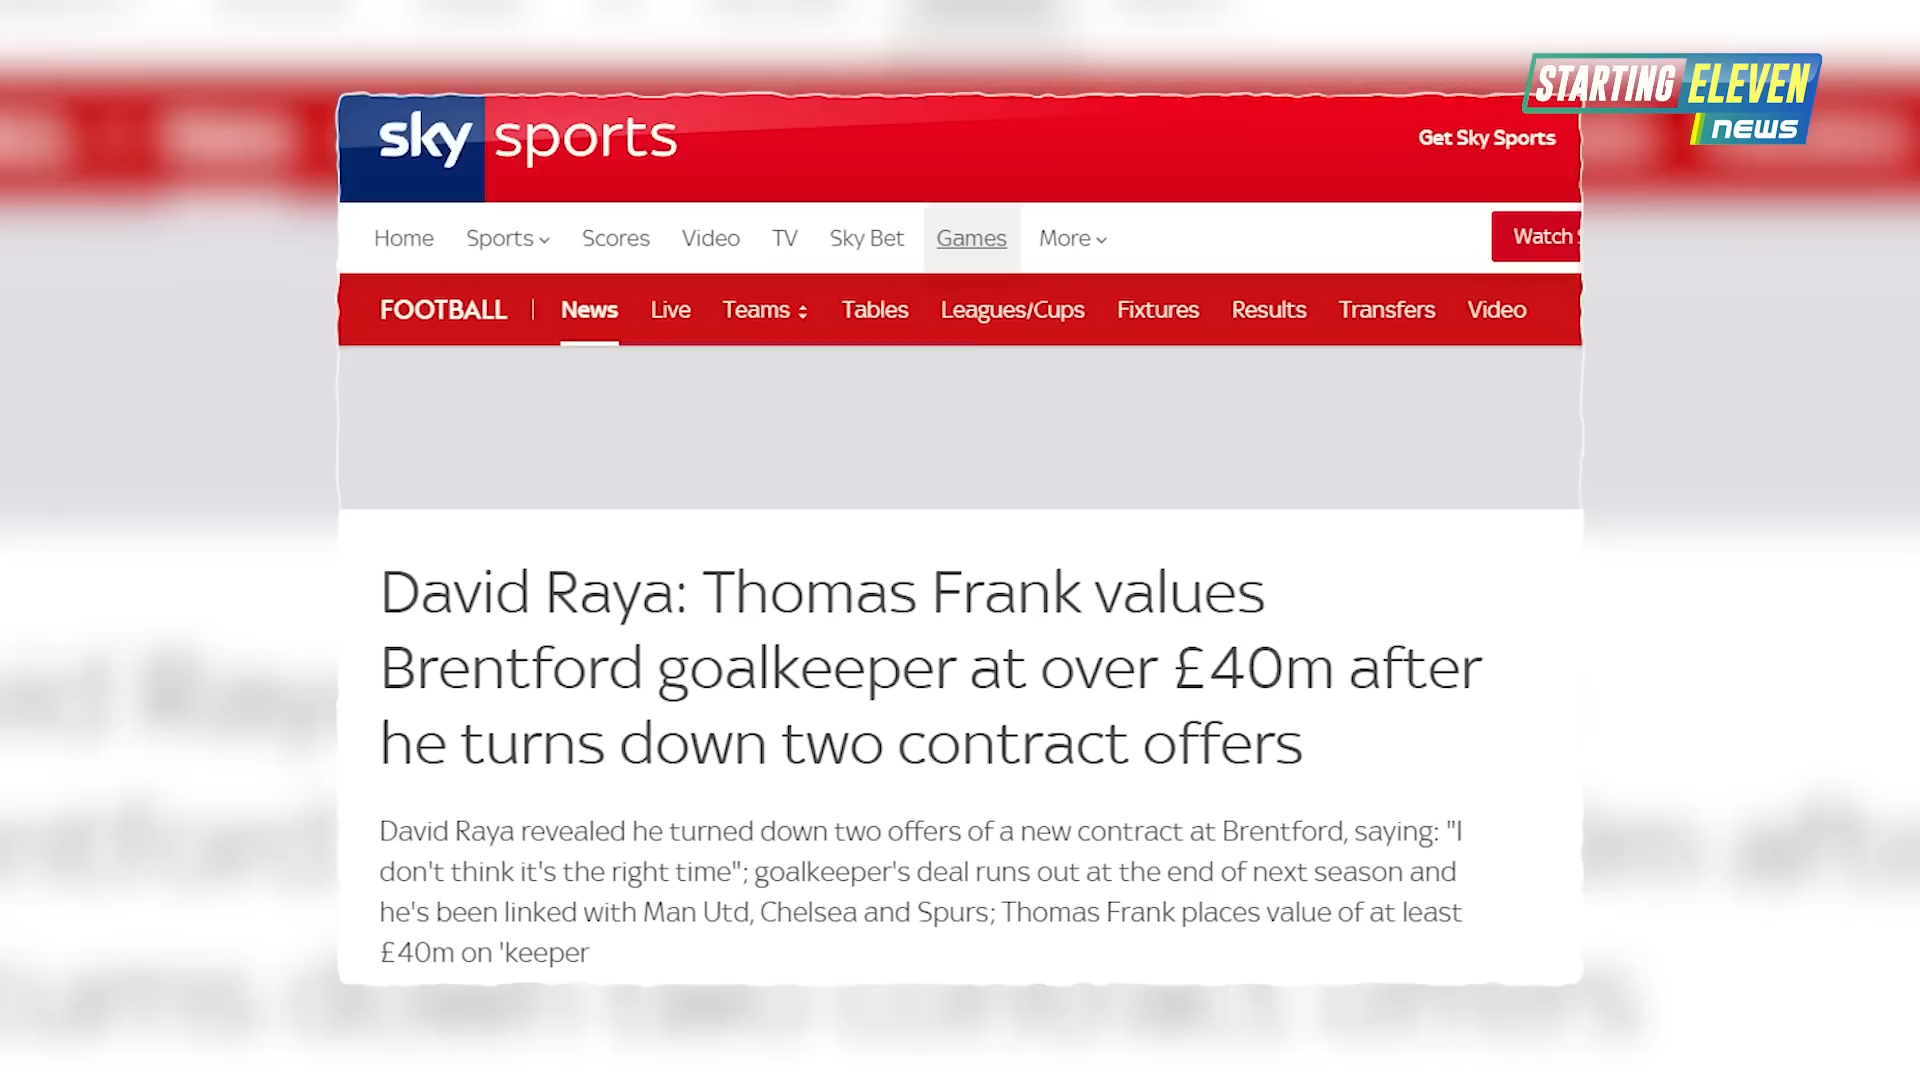 STARTING ELEVEN
news
sky sports
Get Sky Sports
Home Sports Scores Video TV Sky Bet Games More Watch
FOOTBALL | News Live Teams Tables Leagues/Cups Fixtures Results Transfers Video
David Raya: Thomas Frank values
Brentford goalkeeper at over £40m after
he turns down two contract offers
David Raya revealed he turned down two offers of a new contract at Brentford, saying: "I
don't think it's the right time"; goalkeeper's deal runs out at the end of next season and
he's been linked with Man Utd, Chelsea and Spurs; Thomas Frank places value of at least
£40m on 'keeper